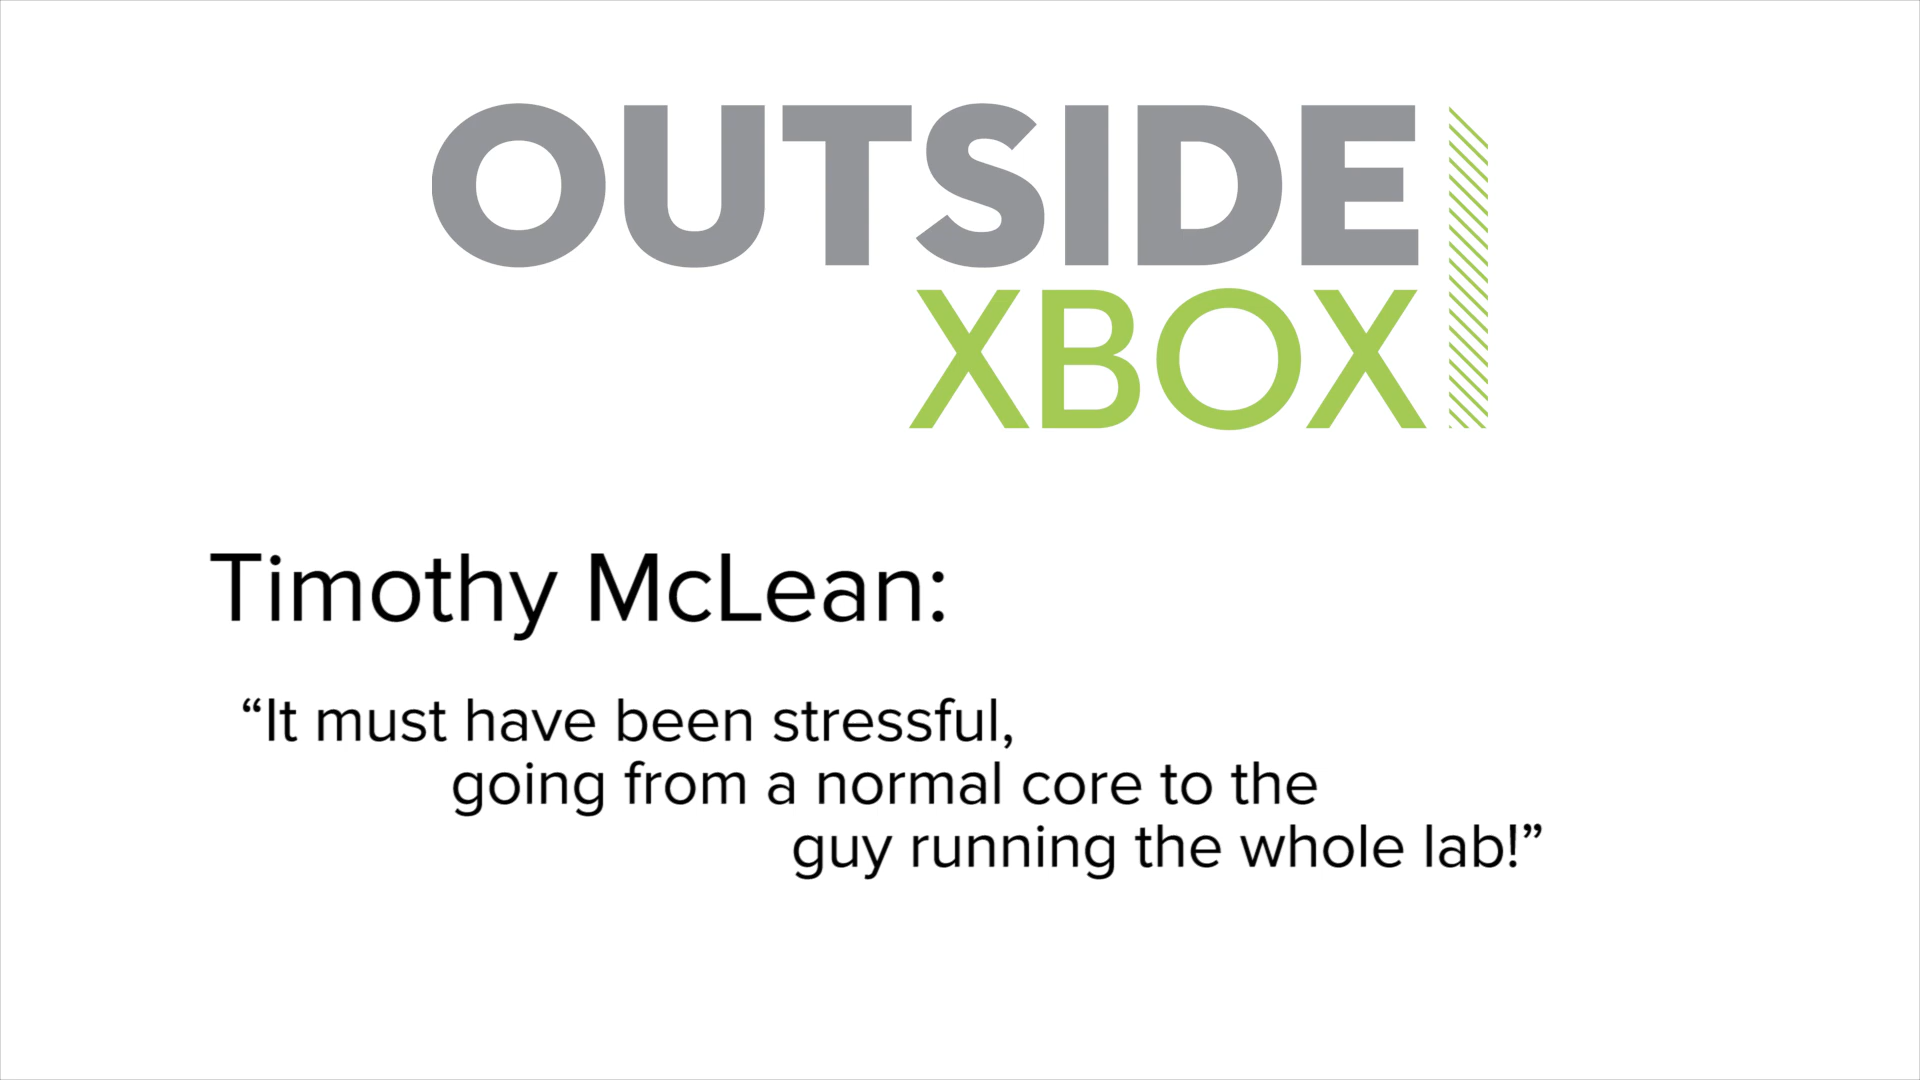 OUTSIDE
XBOX
Timothy McLean:
“It must have been stressful,
going from a normal core to the
guy running the whole lab!”